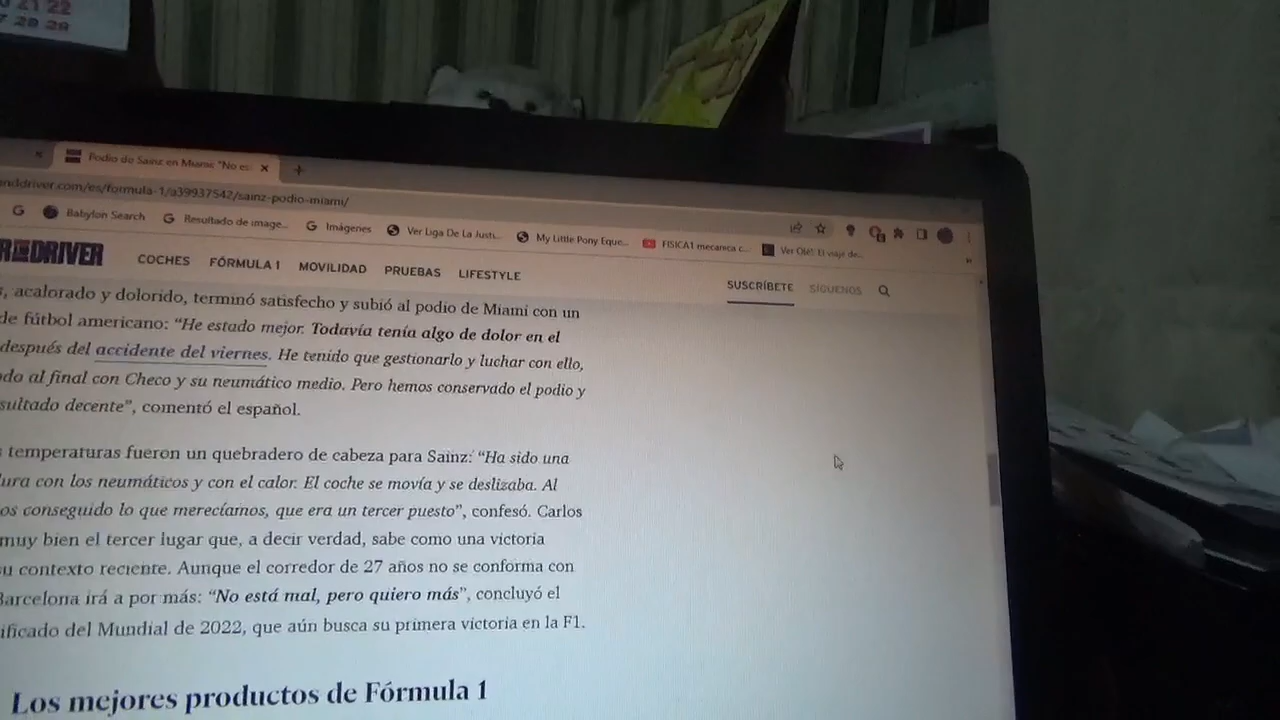 21 22
28 29
Podio de Sainz en Miami: "No es
nddriver.com/es/formula-1/a39937542/sainz-podio-miami/
Babylon Search
Resultado de image...
Imágenes
Ver Liga De La Justi...
My Little Pony Eque...
FISICA1 mecanica c...
Ver Olé!: El viaje de...
DRIVER
COCHES FÓRMULA 1 MOVILIDAD PRUEBAS LIFESTYLE
SUSCRÍBETE SÍGUENOS
s, acalorado y dolorido, terminó satisfecho y subió al podio de Miami con un
de fútbol americano: “He estado mejor. Todavía tenía algo de dolor en el
después del accidente del viernes. He tenido que gestionarlo y luchar con ello,
do al final con Checo y su neumático medio. Pero hemos conservado el podio y
sultado decente”, comentó el español.
s temperaturas fueron un quebradero de cabeza para Sainz: “Ha sido una
dura con los neumáticos y con el calor. El coche se movía y se deslizaba. Al
os conseguido lo que merecíamos, que era un tercer puesto”, confesó. Carlos
muy bien el tercer lugar que, a decir verdad, sabe como una victoria
su contexto reciente. Aunque el corredor de 27 años no se conforma con
Barcelona irá a por más: “No está mal, pero quiero más”, concluyó el
ificado del Mundial de 2022, que aún busca su primera victoria en la F1.
Los mejores productos de Fórmula 1